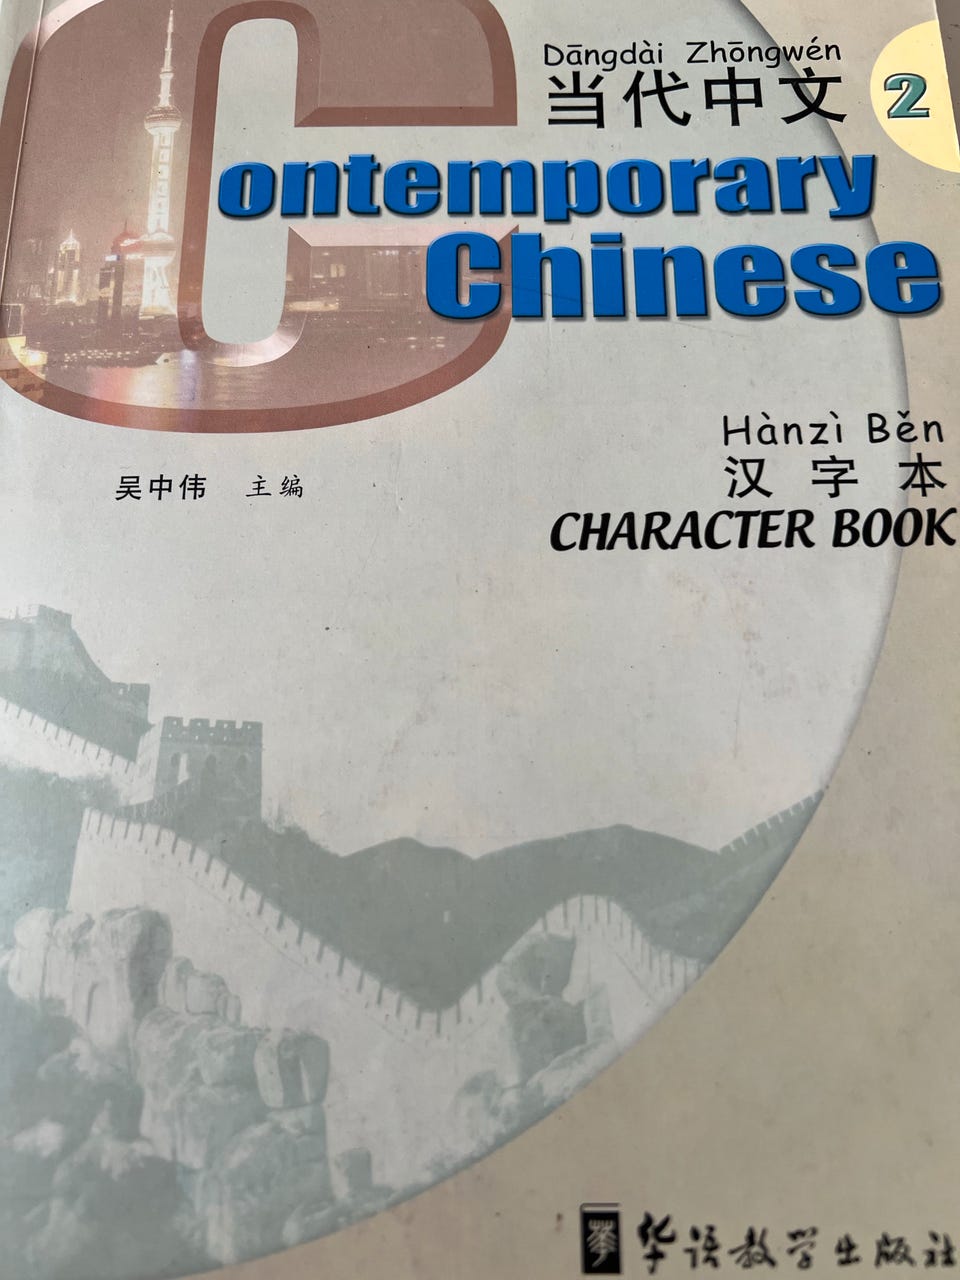 Dāngdài Zhōngwén
当代中文
2
Contemporary
Chinese
Hànzì Běn
汉字本
CHARACTER BOOK
吴中伟 主编
华语教学出版社